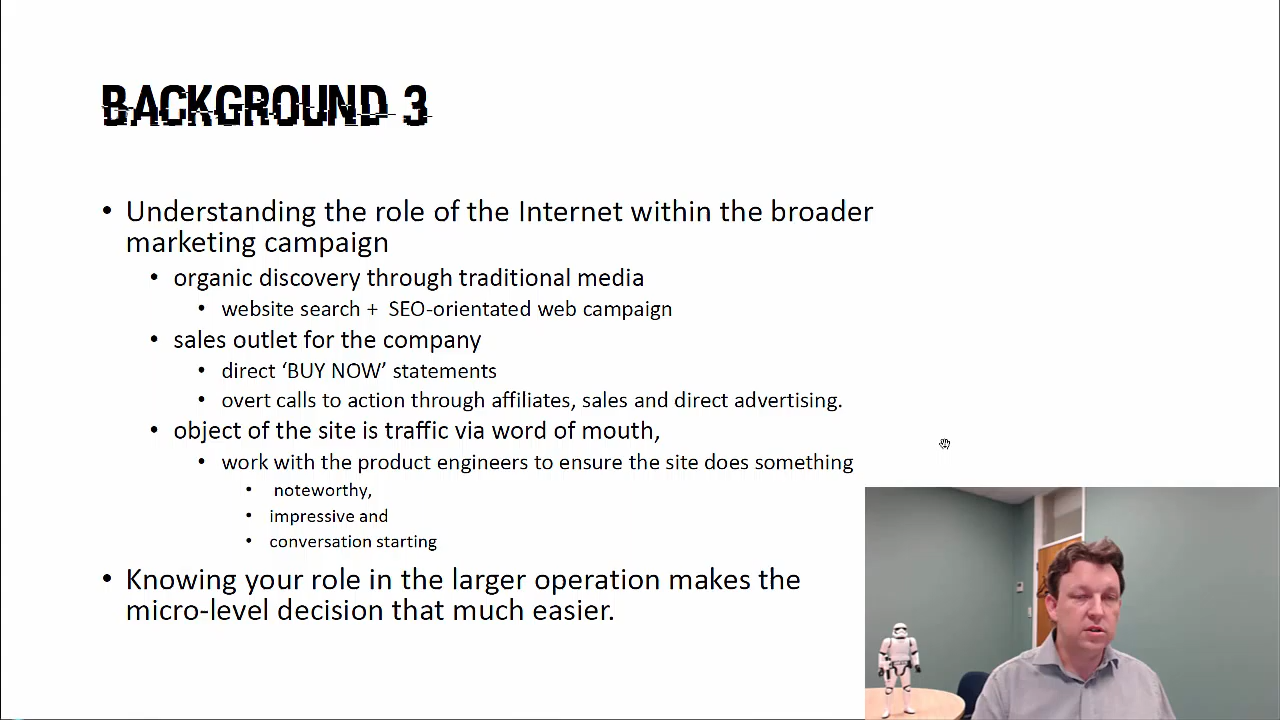 BACKGROUND 3
• Understanding the role of the Internet within the broader
marketing campaign
• organic discovery through traditional media
• website search + SEO-orientated web campaign
• sales outlet for the company
• direct ‘BUY NOW’ statements
• overt calls to action through affiliates, sales and direct advertising.
• object of the site is traffic via word of mouth,
• work with the product engineers to ensure the site does something
• noteworthy,
• impressive and
• conversation starting
• Knowing your role in the larger operation makes the
micro-level decision that much easier.